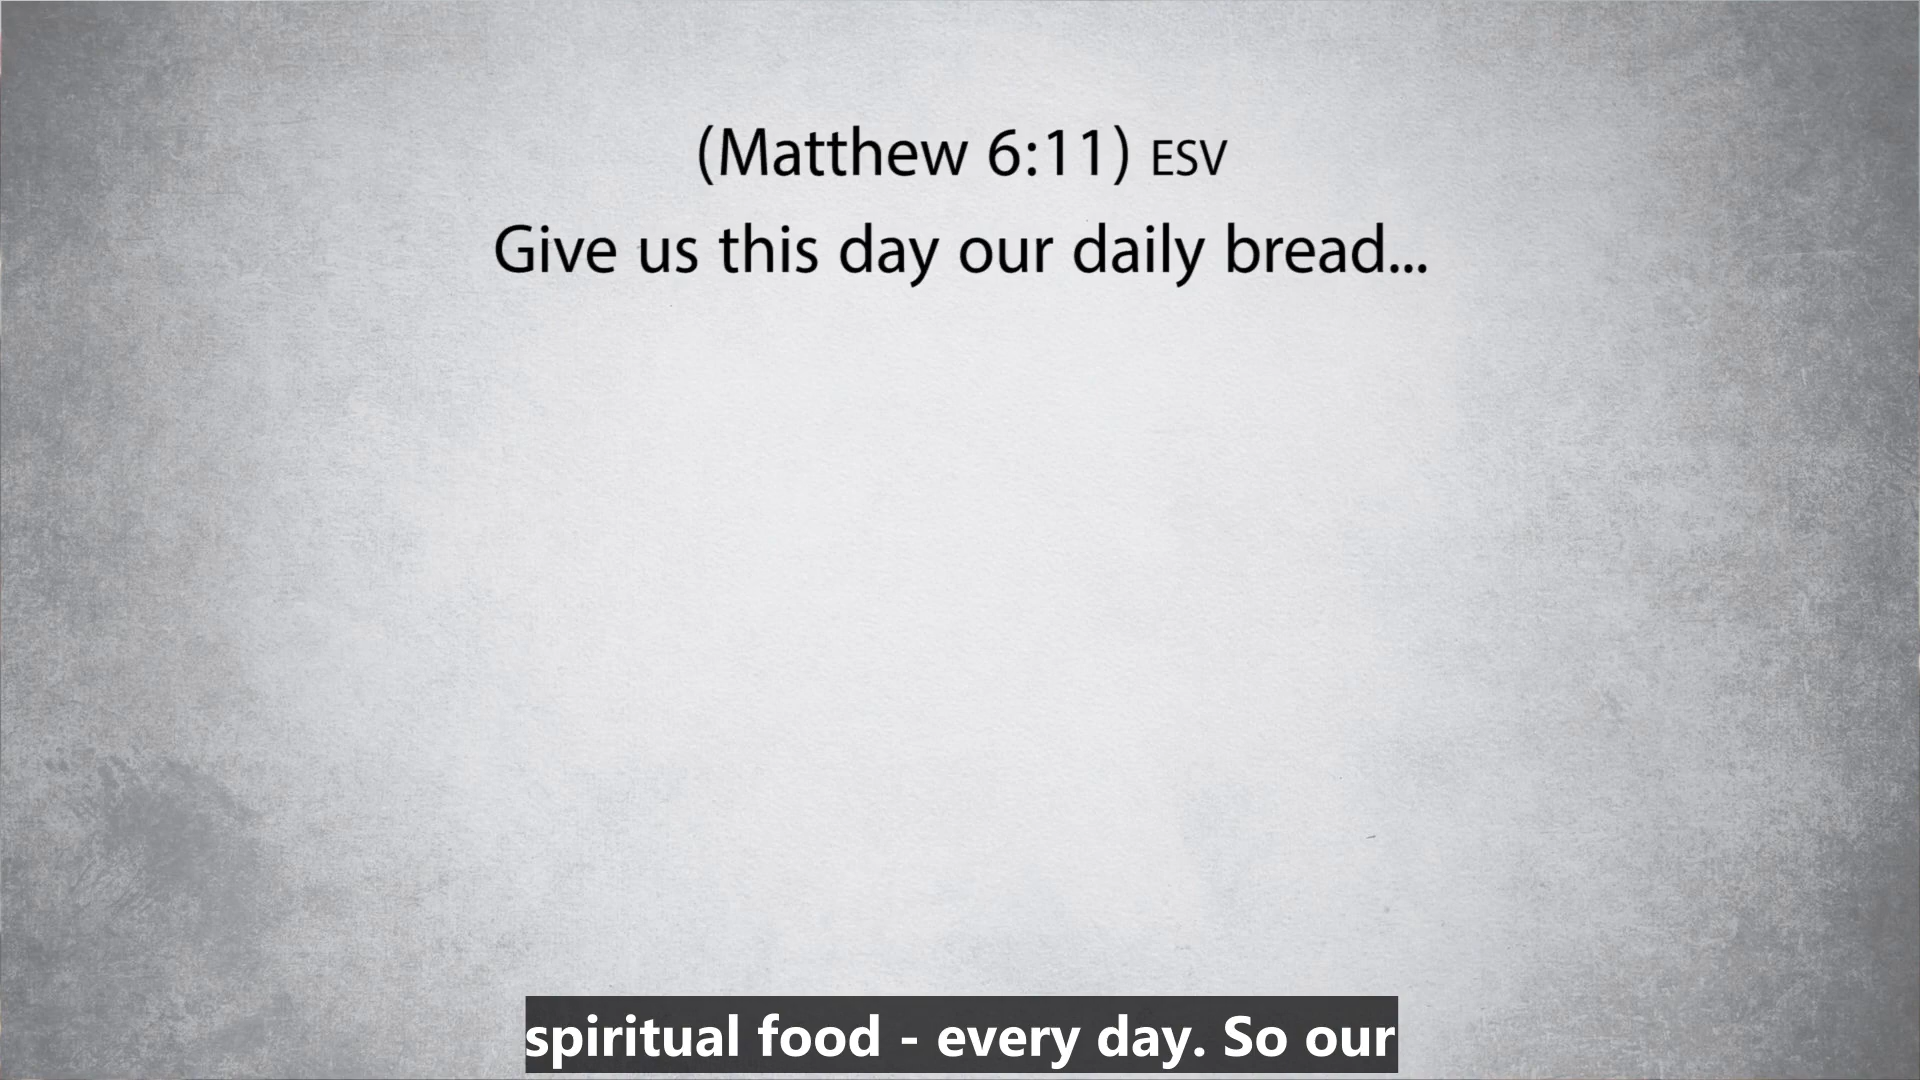 (Matthew 6:11) ESV
Give us this day our daily bread...
spiritual food - every day. So our